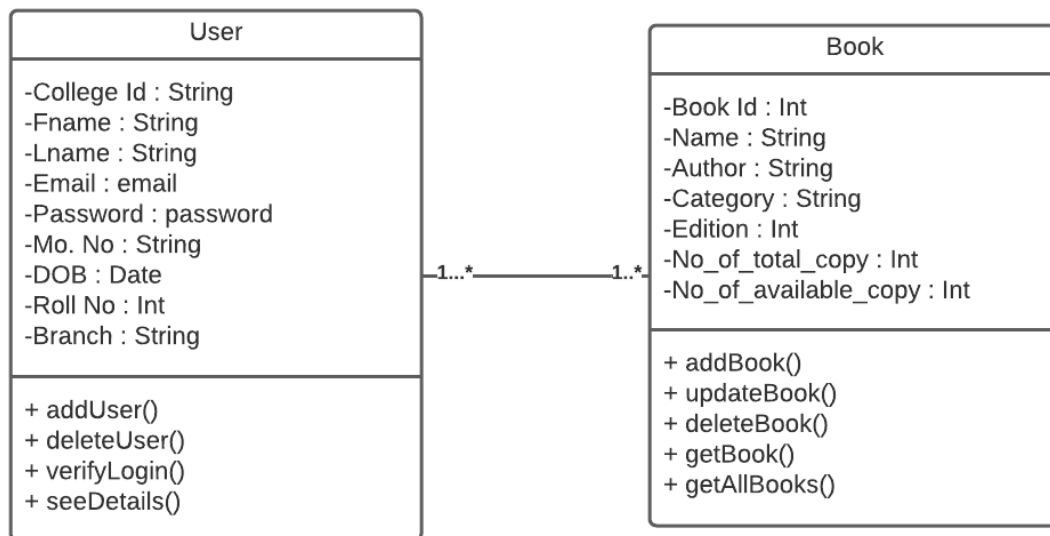 User
-College Id : String
-Fname : String
-Lname : String
-Email : email
-Password : password
-Mo. No : String
-DOB : Date
-Roll No : Int
-Branch : String
+ addUser()
+ deleteUser()
+ verifyLogin()
+ seeDetails()
1...*
1..*
Book
-Book Id : Int
-Name : String
-Author : String
-Category : String
-Edition : Int
-No_of_total_copy : Int
-No_of_available_copy : Int
+ addBook()
+ updateBook()
+ deleteBook()
+ getBook()
+ getAllBooks()